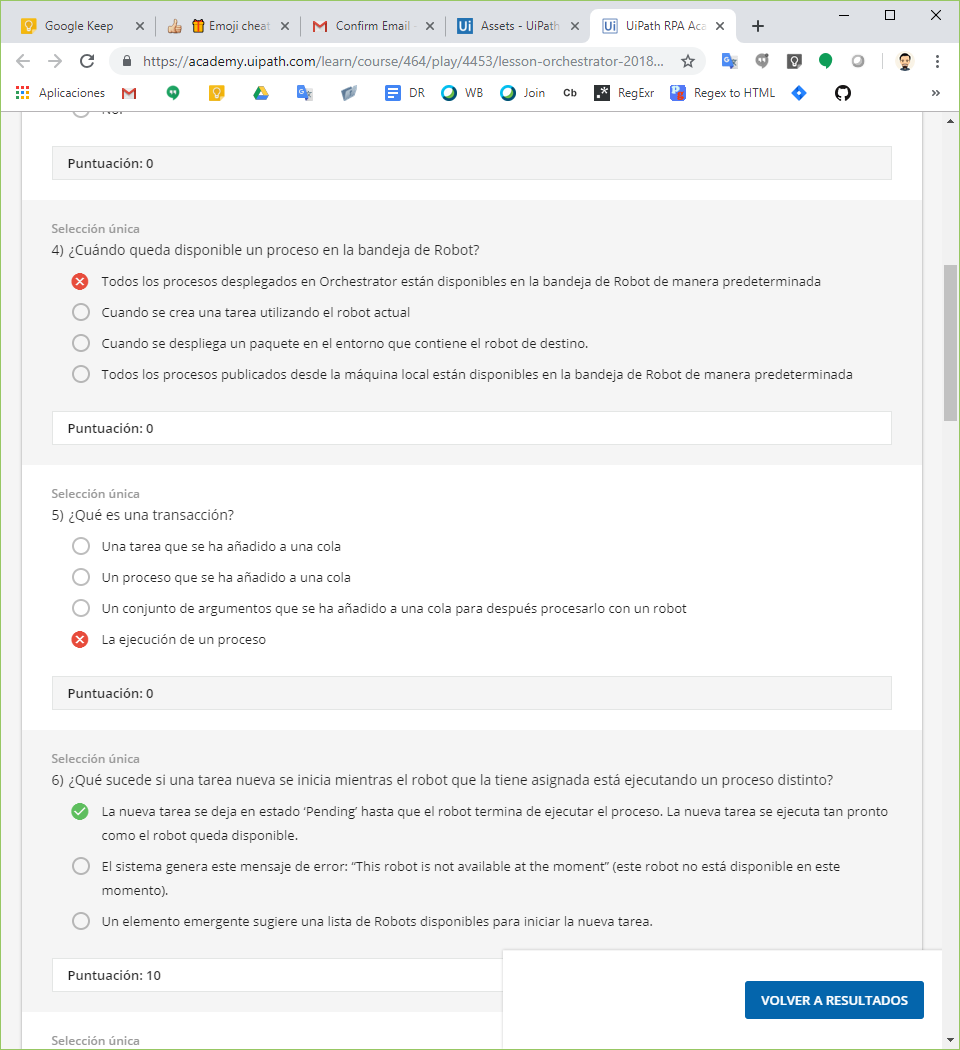 Google Keep
Emoji cheat
Confirm Email -
Assets - UiPath
UiPath RPA Aca
https://academy.uipath.com/learn/course/464/play/4453/lesson-orchestrator-2018...
Aplicaciones
DR
WB
Join
Cb
RegExr
Regex to HTML
»
Puntuación: 0
Selección única
4) ¿Cuándo queda disponible un proceso en la bandeja de Robot?
Todos los procesos desplegados en Orchestrator están disponibles en la bandeja de Robot de manera predeterminada
Cuando se crea una tarea utilizando el robot actual
Cuando se despliega un paquete en el entorno que contiene el robot de destino.
Todos los procesos publicados desde la máquina local están disponibles en la bandeja de Robot de manera predeterminada
Puntuación: 0
Selección única
5) ¿Qué es una transacción?
Una tarea que se ha añadido a una cola
Un proceso que se ha añadido a una cola
Un conjunto de argumentos que se ha añadido a una cola para después procesarlo con un robot
La ejecución de un proceso
Puntuación: 0
Selección única
6) ¿Qué sucede si una tarea nueva se inicia mientras el robot que la tiene asignada está ejecutando un proceso distinto?
La nueva tarea se deja en estado ‘Pending’ hasta que el robot termina de ejecutar el proceso. La nueva tarea se ejecuta tan pronto
como el robot queda disponible.
El sistema genera este mensaje de error: “This robot is not available at the moment” (este robot no está disponible en este
momento).
Un elemento emergente sugiere una lista de Robots disponibles para iniciar la nueva tarea.
Puntuación: 10
VOLVER A RESULTADOS
Selección única